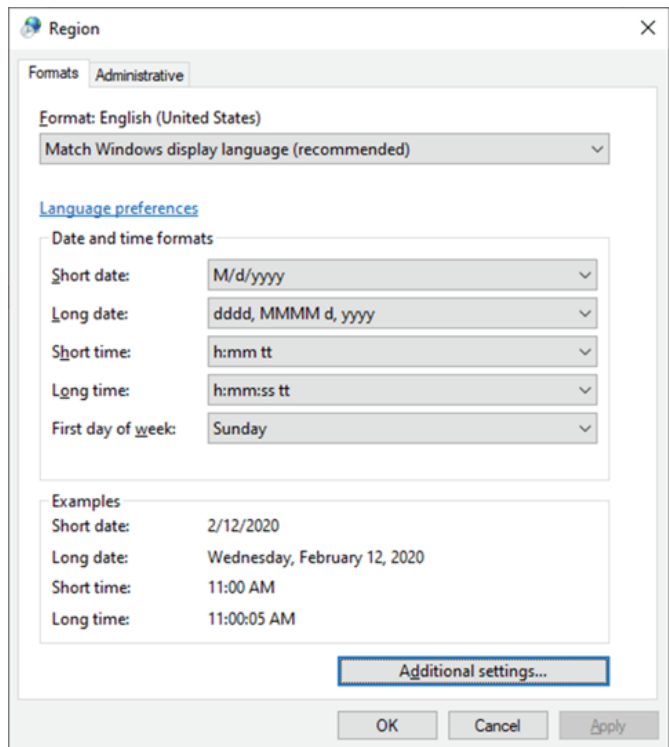 Region
Formats Administrative
Format: English (United States)
Match Windows display language (recommended)
Language preferences
Date and time formats
Short date: M/d/yyyy
Long date: dddd, MMMM d, yyyy
Short time: h:mm tt
Long time: h:mm:ss tt
First day of week: Sunday
Examples
Short date: 2/12/2020
Long date: Wednesday, February 12, 2020
Short time: 11:00 AM
Long time: 11:00:05 AM
Additional settings...
OK Cancel Apply